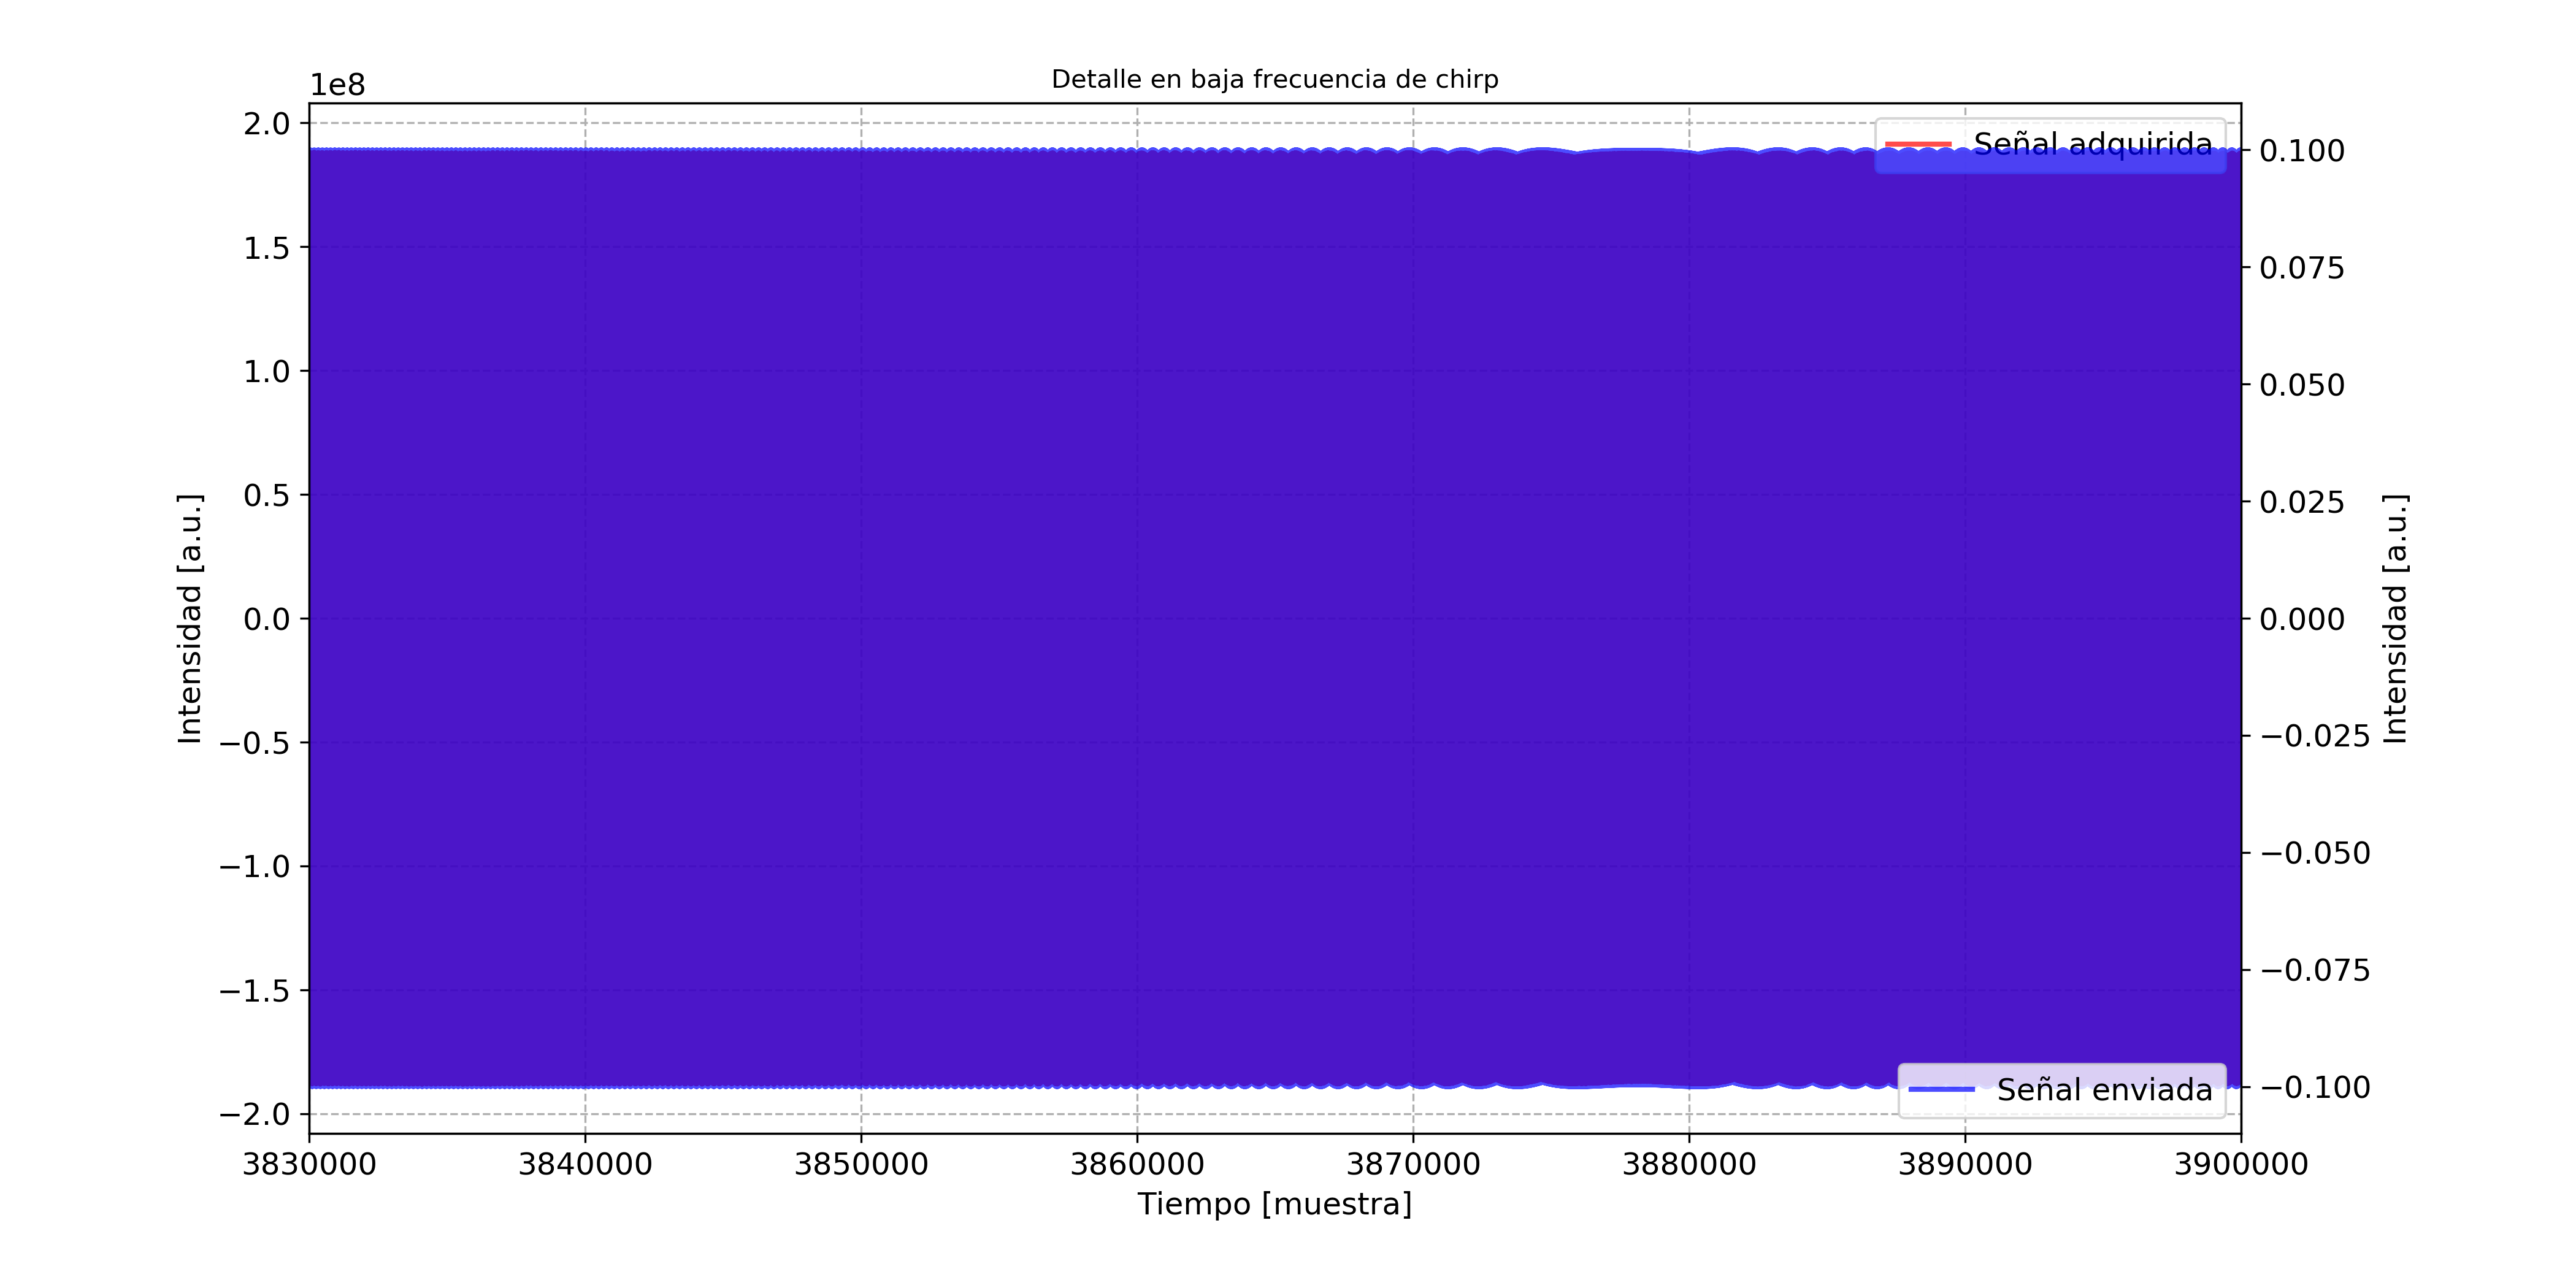 Detalle en baja frecuencia de chirp
1e8
2.0
1.5
1.0
0.5
0.0
−0.5
−1.0
−1.5
−2.0
Intensidad [a.u.]
Señal adquirida
Señal enviada
0.100
0.075
0.050
0.025
0.000
−0.025
−0.050
−0.075
−0.100
Intensidad [a.u.]
3830000 3840000 3850000 3860000 3870000 3880000 3890000 3900000
Tiempo [muestra]